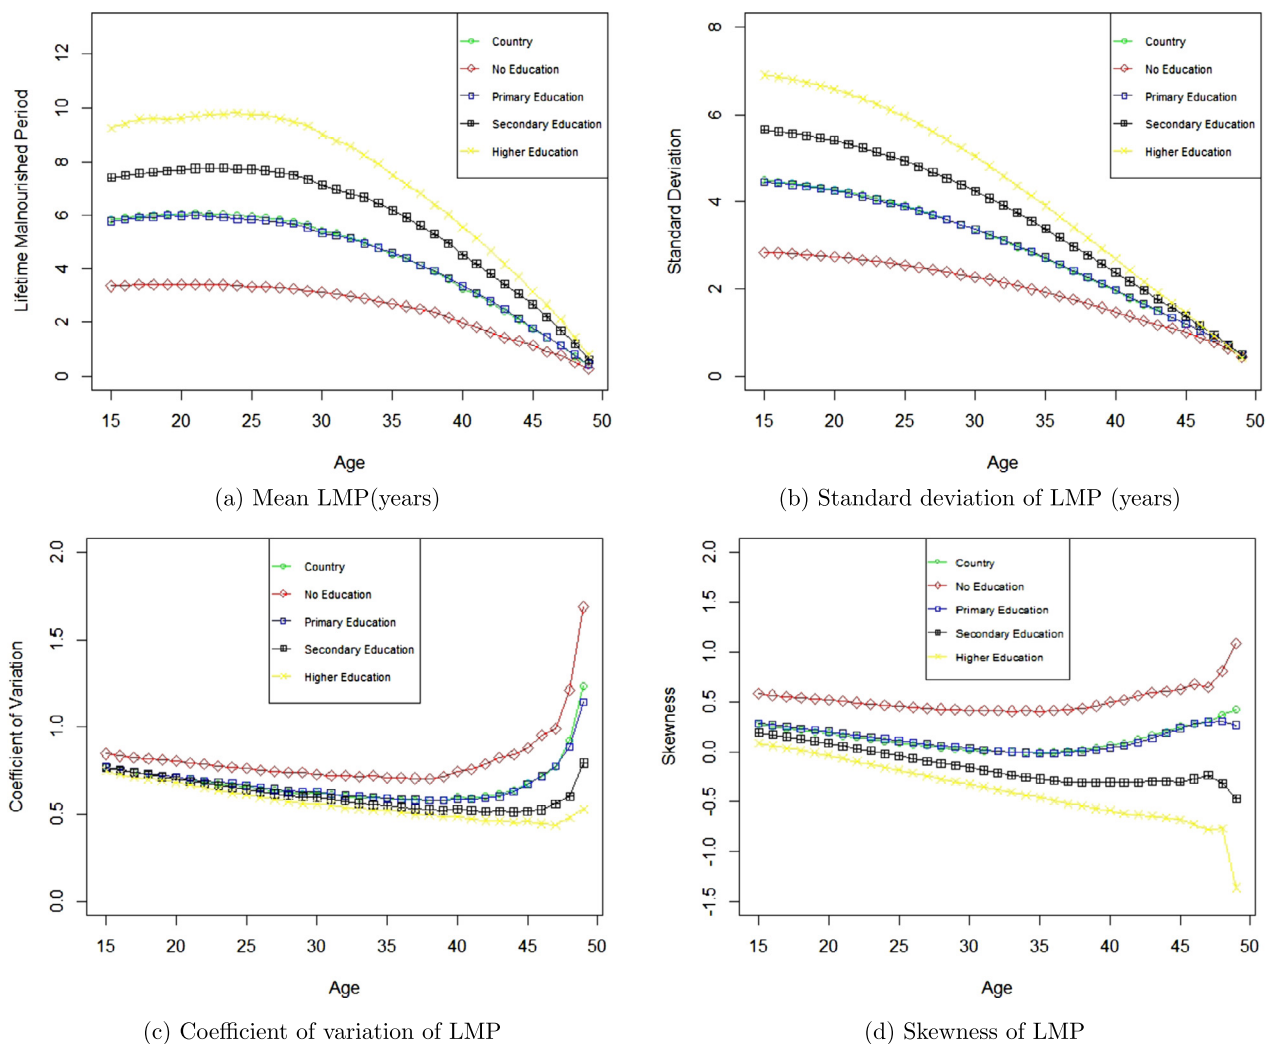 Lifetime Malnourished Period
12
10
8
6
4
2
0
Country
No Education
Primary Education
Secondary Education
Higher Education
15 20 25 30 35 40 45 50
Age
(a) Mean LMP(years)
Standard Deviation
8
6
4
2
0
Country
No Education
Primary Education
Secondary Education
Higher Education
15 20 25 30 35 40 45 50
Age
(b) Standard deviation of LMP (years)
Coefficient of Variation
2.0
1.5
1.0
0.5
0.0
Country
No Education
Primary Education
Secondary Education
Higher Education
15 20 25 30 35 40 45 50
Age
(c) Coefficient of variation of LMP
Skewness
2.0
1.5
1.0
0.5
0.0
-0.5
-1.0
-1.5
Country
No Education
Primary Education
Secondary Education
Higher Education
15 20 25 30 35 40 45 50
Age
(d) Skewness of LMP